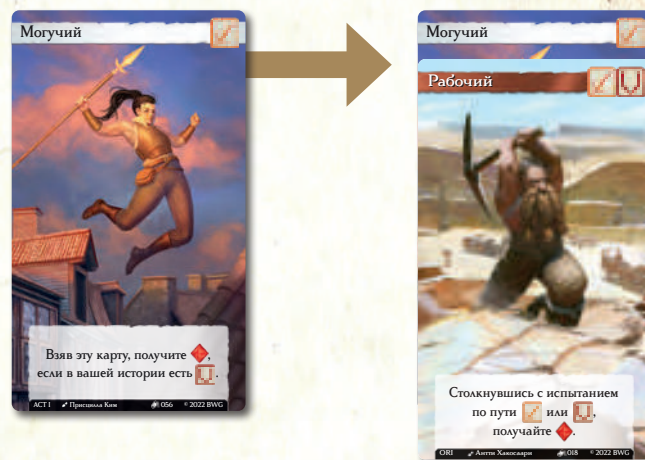 Могучий
Взяв эту карту, получите
если в вашей истории есть
ACT I Присцилла Ким 056 © 2022 BWG
Могучий
Рабочий
Столкнувшись с испытанием
по пути или
получайте
ORI Антти Хакосаари 018 © 2022 BWG